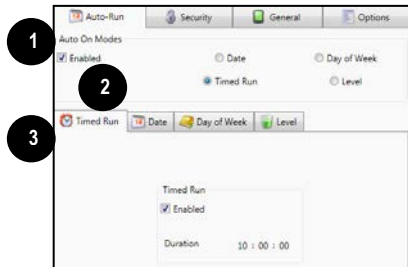 Auto-Run Security General Options
1 Auto On Modes
Enabled Date Day of Week
2 Timed Run Level
3 Timed Run Date Day of Week Level
Timed Run
Enabled
Duration 10 : 00 : 00